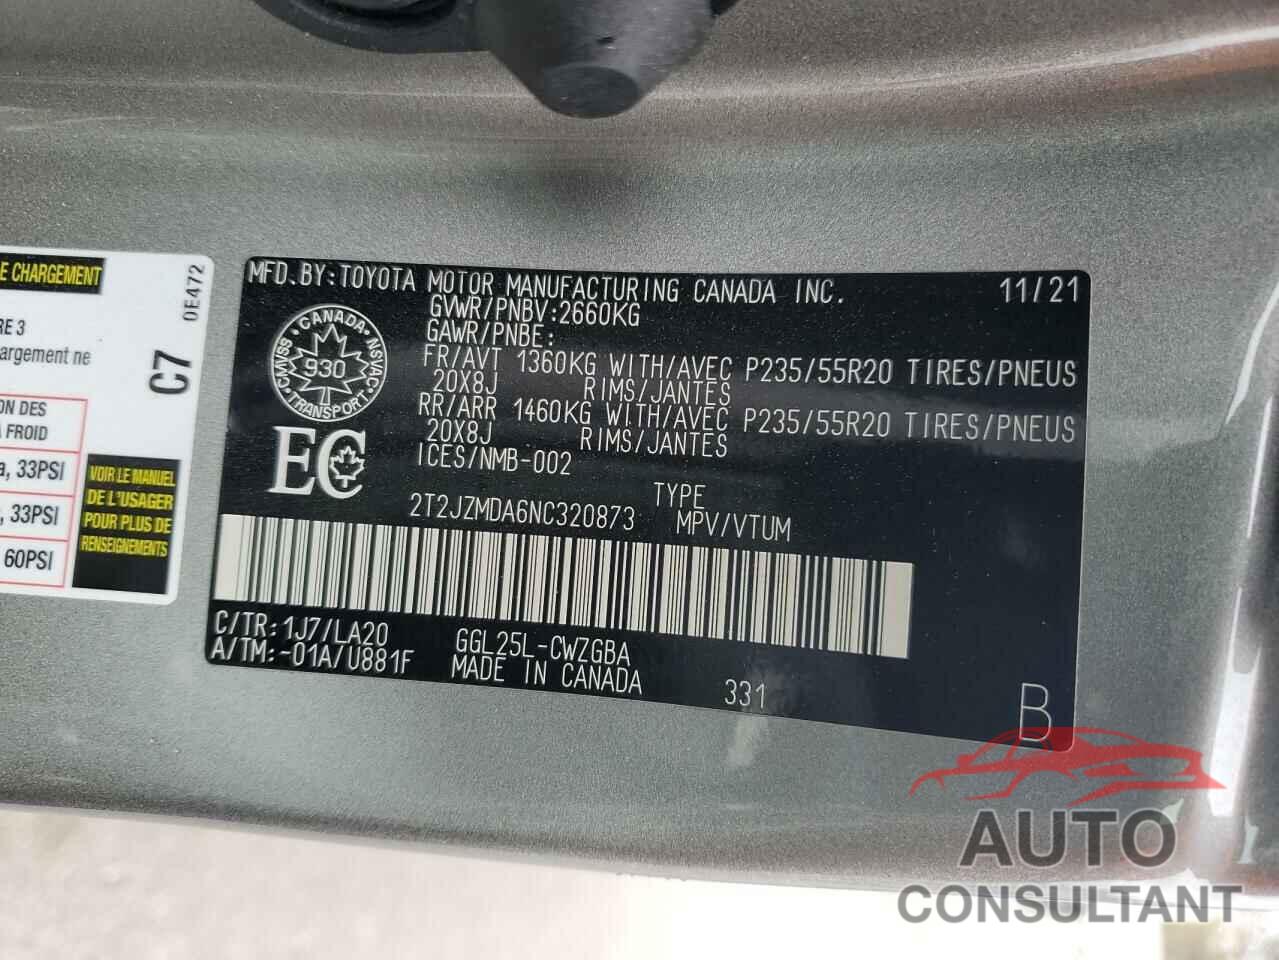 E CHARGEMENT
0E472
RE 3
argement ne
C7
ON DES
A FROID
a, 33PSI
, 33PSI
60PSI
VOIR LE MANUEL
DE L'USAGER
POUR PLUS DE
RENSEIGNEMENTS
MFD.BY:TOYOTA MOTOR MANUFACTURING CANADA INC. 11/21
GVWR/PNBV:2660KG
GAWR/PNBE:
FR/AVT 1360KG WITH/AVEC P235/55R20 TIRES/PNEUS
20X8J RIMS/JANTES
RR/ARR 1460KG WITH/AVEC P235/55R20 TIRES/PNEUS
20X8J RIMS/JANTES
ICES/NMB-002
CANADA
CMVSS 930 NSVAC
TRANSPORT
EC
TYPE
2T2JZMDA6NC320873 MPV/VTUM
C/TR:1J7/LA20 GGL25L-CWZGBA
A/TM:-01A/U881F MADE IN CANADA 331
B
AUTO
CONSULTANT